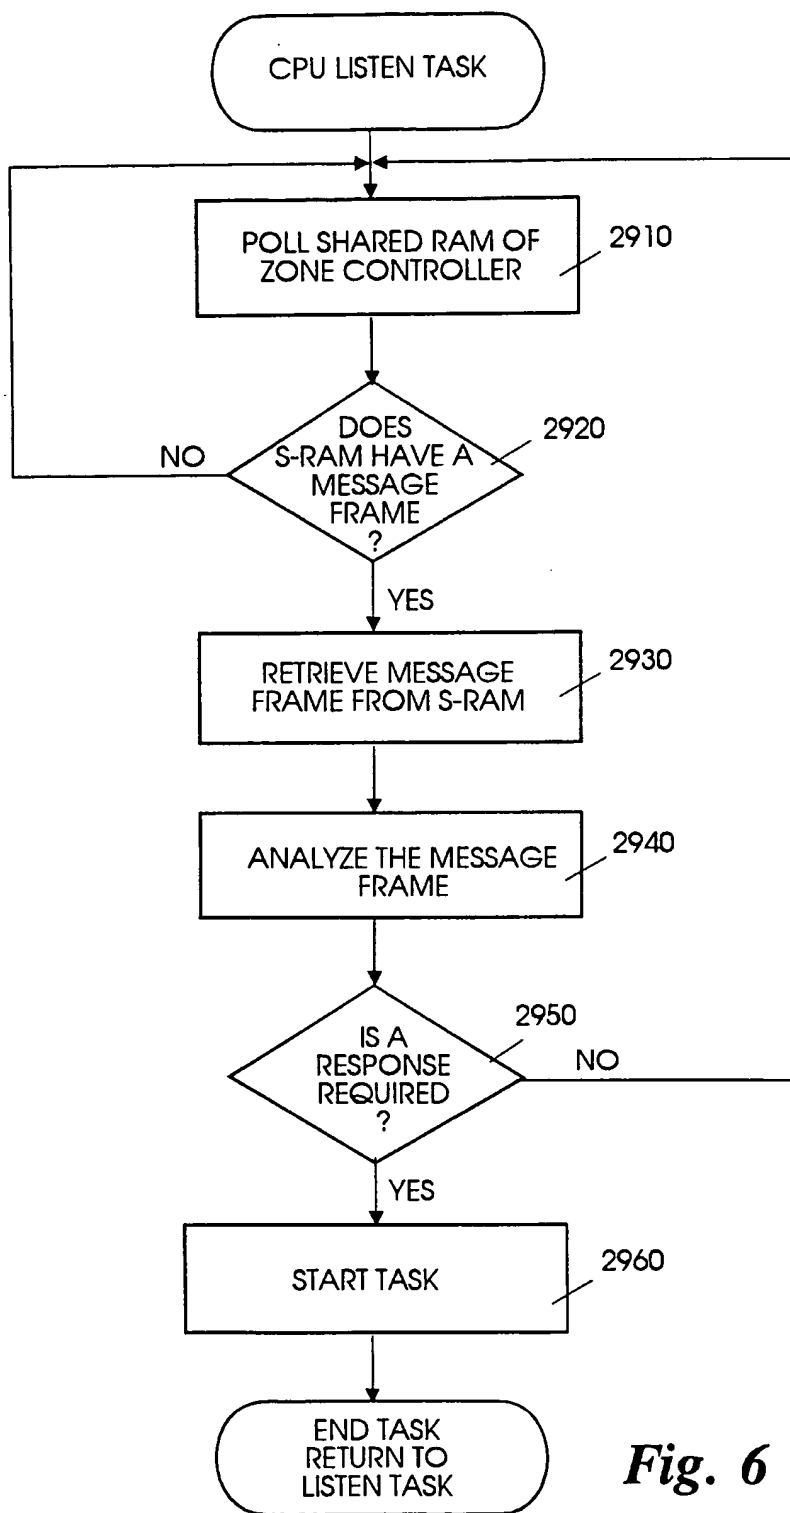 CPU LISTEN TASK
POLL SHARED RAM OF
ZONE CONTROLLER
2910
DOES
S-RAM HAVE A
MESSAGE
FRAME
?
2920
NO
YES
RETRIEVE MESSAGE
FRAME FROM S-RAM
2930
ANALYZE THE MESSAGE
FRAME
2940
IS A
RESPONSE
REQUIRED
?
2950
NO
YES
START TASK
2960
END TASK
RETURN TO
LISTEN TASK
Fig. 6